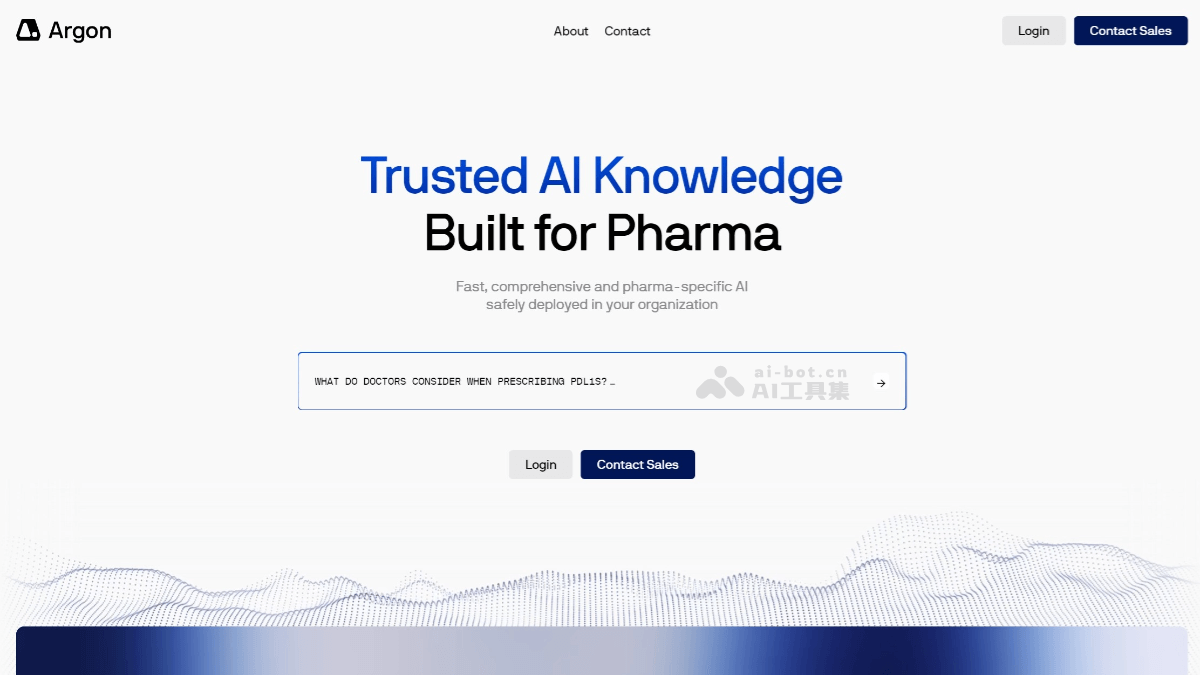 Argon
About
Contact
Login
Contact Sales
Trusted AI Knowledge
Built for Pharma
Fast, comprehensive and pharma-specific AI
safely deployed in your organization
WHAT DO DOCTORS CONSIDER WHEN PRESCRIBING PDL1S?_
ai-bot.cn
AI工具集
→
Login
Contact Sales